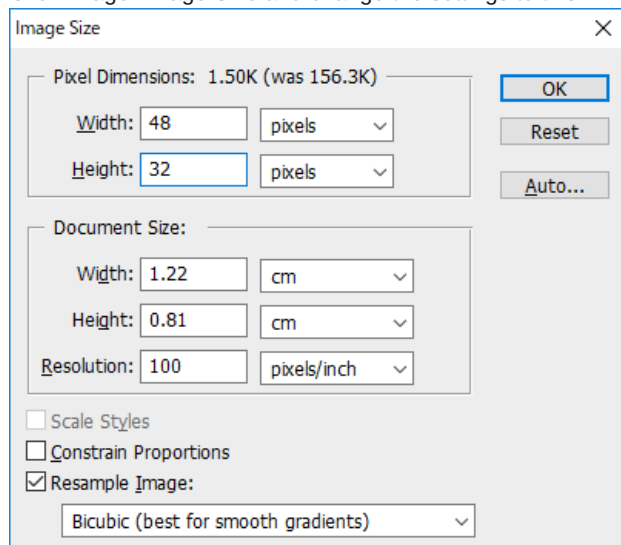 Image Size
Pixel Dimensions: 1.50K (was 156.3K)
OK
Width: 48 pixels
Reset
Height: 32 pixels
Auto...
Document Size:
Width: 1.22 cm
Height: 0.81 cm
Resolution: 100 pixels/inch
Scale Styles
Constrain Proportions
Resample Image:
Bicubic (best for smooth gradients)